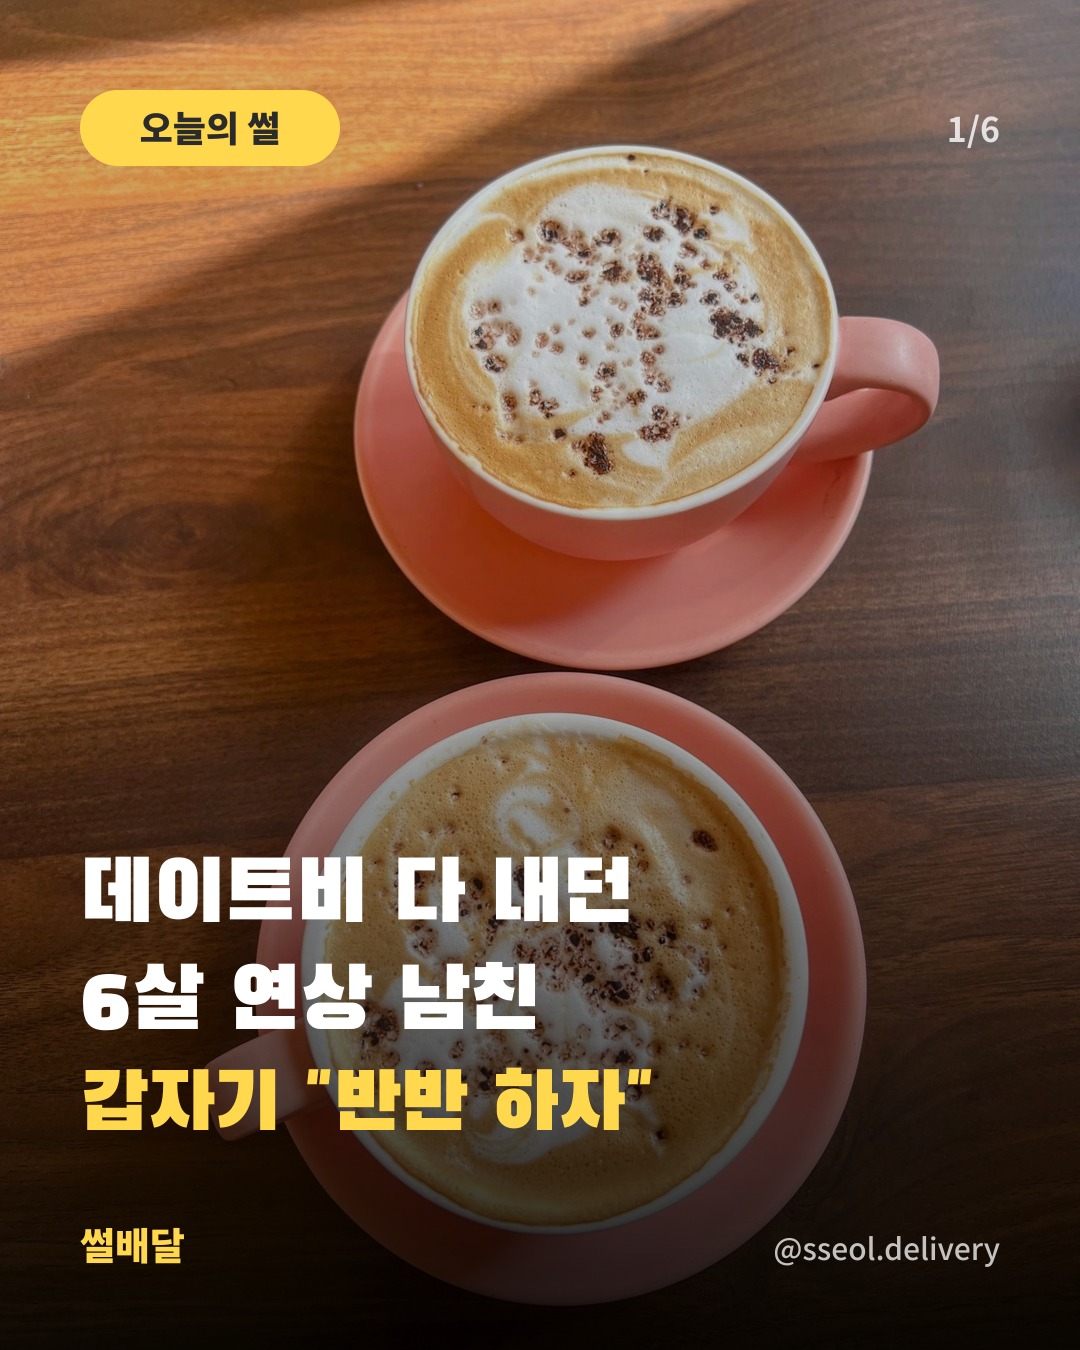 오늘의 썰
1/6
데이트비 다 내던
6살 연상 남친
갑자기 "반반 하자"
썰배달
@sseol.delivery